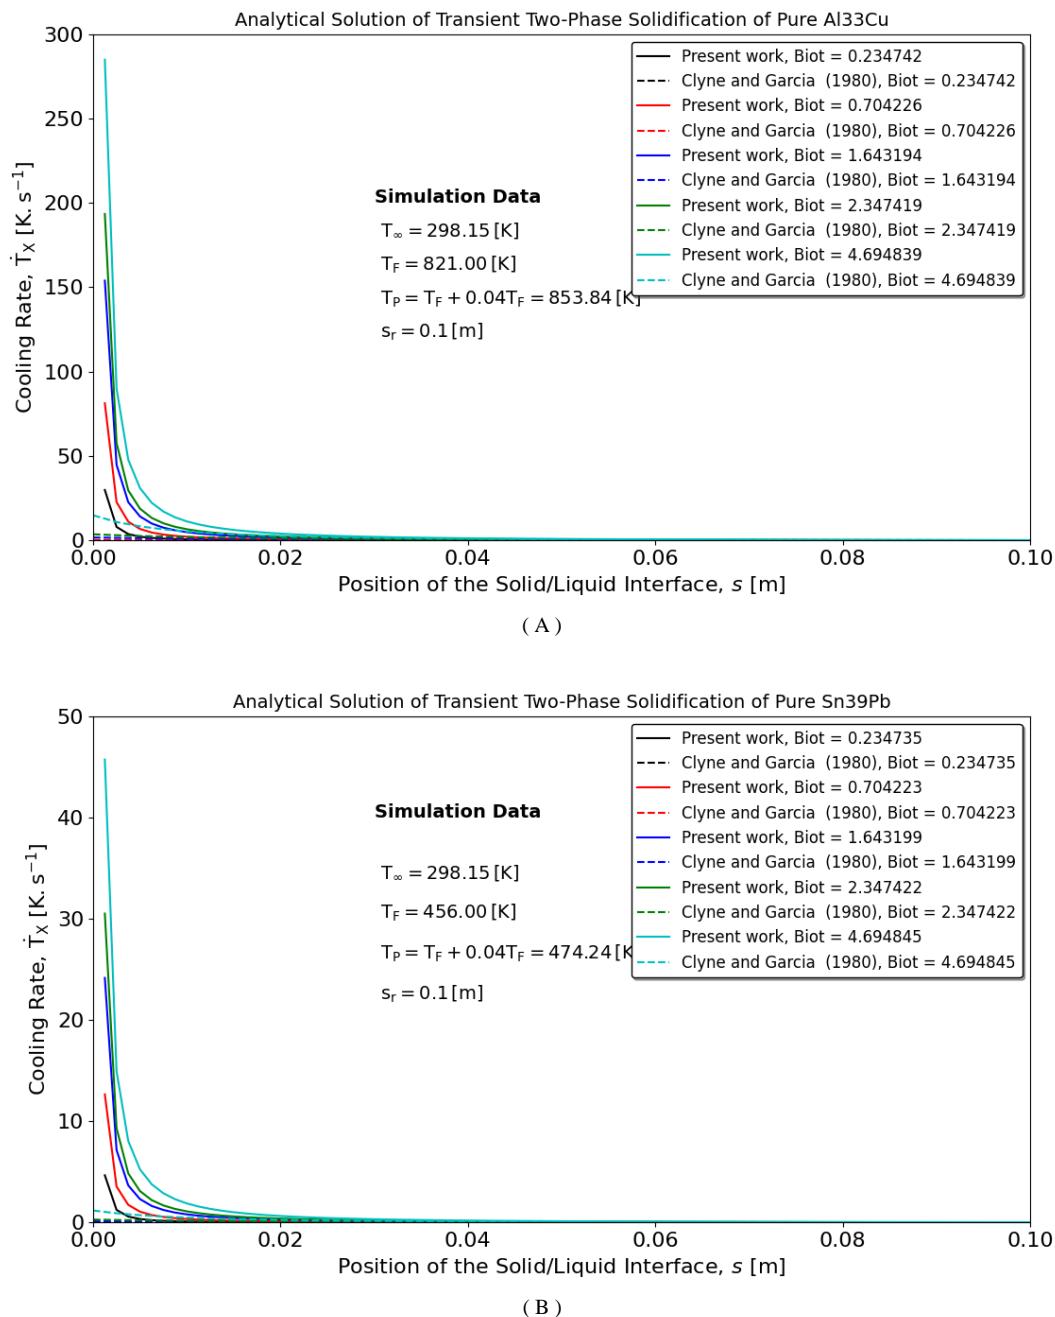 Analytical Solution of Transient Two-Phase Solidification of Pure Al33Cu
300
250
200
150
100
50
0
Cooling Rate, Ṫ_X [K. s⁻¹]
Present work, Biot = 0.234742
Clyne and Garcia (1980), Biot = 0.234742
Present work, Biot = 0.704226
Clyne and Garcia (1980), Biot = 0.704226
Present work, Biot = 1.643194
Clyne and Garcia (1980), Biot = 1.643194
Present work, Biot = 2.347419
Clyne and Garcia (1980), Biot = 2.347419
Present work, Biot = 4.694839
Clyne and Garcia (1980), Biot = 4.694839
Simulation Data
T_∞ = 298.15 [K]
T_F = 821.00 [K]
T_P = T_F + 0.04T_F = 853.84 [K]
s_r = 0.1 [m]
0.00 0.02 0.04 0.06 0.08 0.10
Position of the Solid/Liquid Interface, s [m]
( A )
Analytical Solution of Transient Two-Phase Solidification of Pure Sn39Pb
50
40
30
20
10
0
Cooling Rate, Ṫ_X [K. s⁻¹]
Present work, Biot = 0.234735
Clyne and Garcia (1980), Biot = 0.234735
Present work, Biot = 0.704223
Clyne and Garcia (1980), Biot = 0.704223
Present work, Biot = 1.643199
Clyne and Garcia (1980), Biot = 1.643199
Present work, Biot = 2.347422
Clyne and Garcia (1980), Biot = 2.347422
Present work, Biot = 4.694845
Clyne and Garcia (1980), Biot = 4.694845
Simulation Data
T_∞ = 298.15 [K]
T_F = 456.00 [K]
T_P = T_F + 0.04T_F = 474.24 [K
s_r = 0.1 [m]
0.00 0.02 0.04 0.06 0.08 0.10
Position of the Solid/Liquid Interface, s [m]
( B )